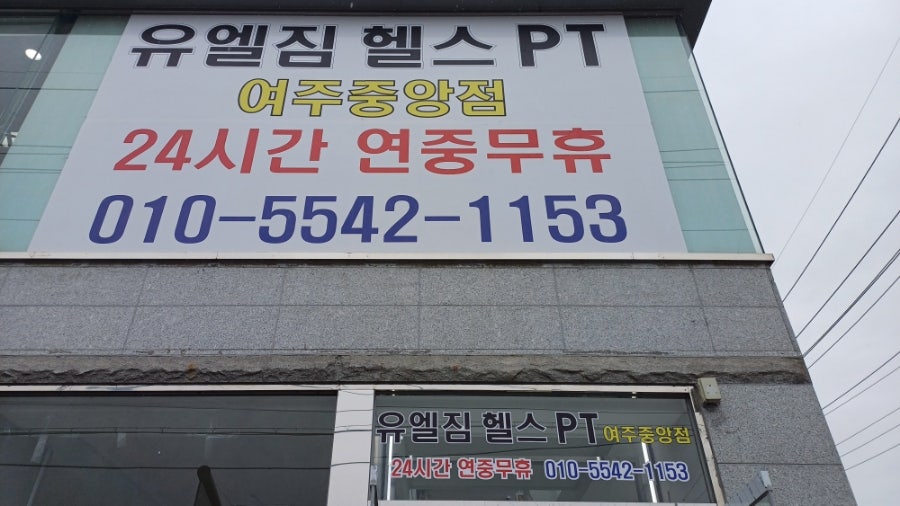 유엘짐 헬스 PT
여주중앙점
24시간 연중무휴
010-5542-1153
유엘짐 헬스 PT 여주중앙점
24시간 연중무휴 010-5542-1153